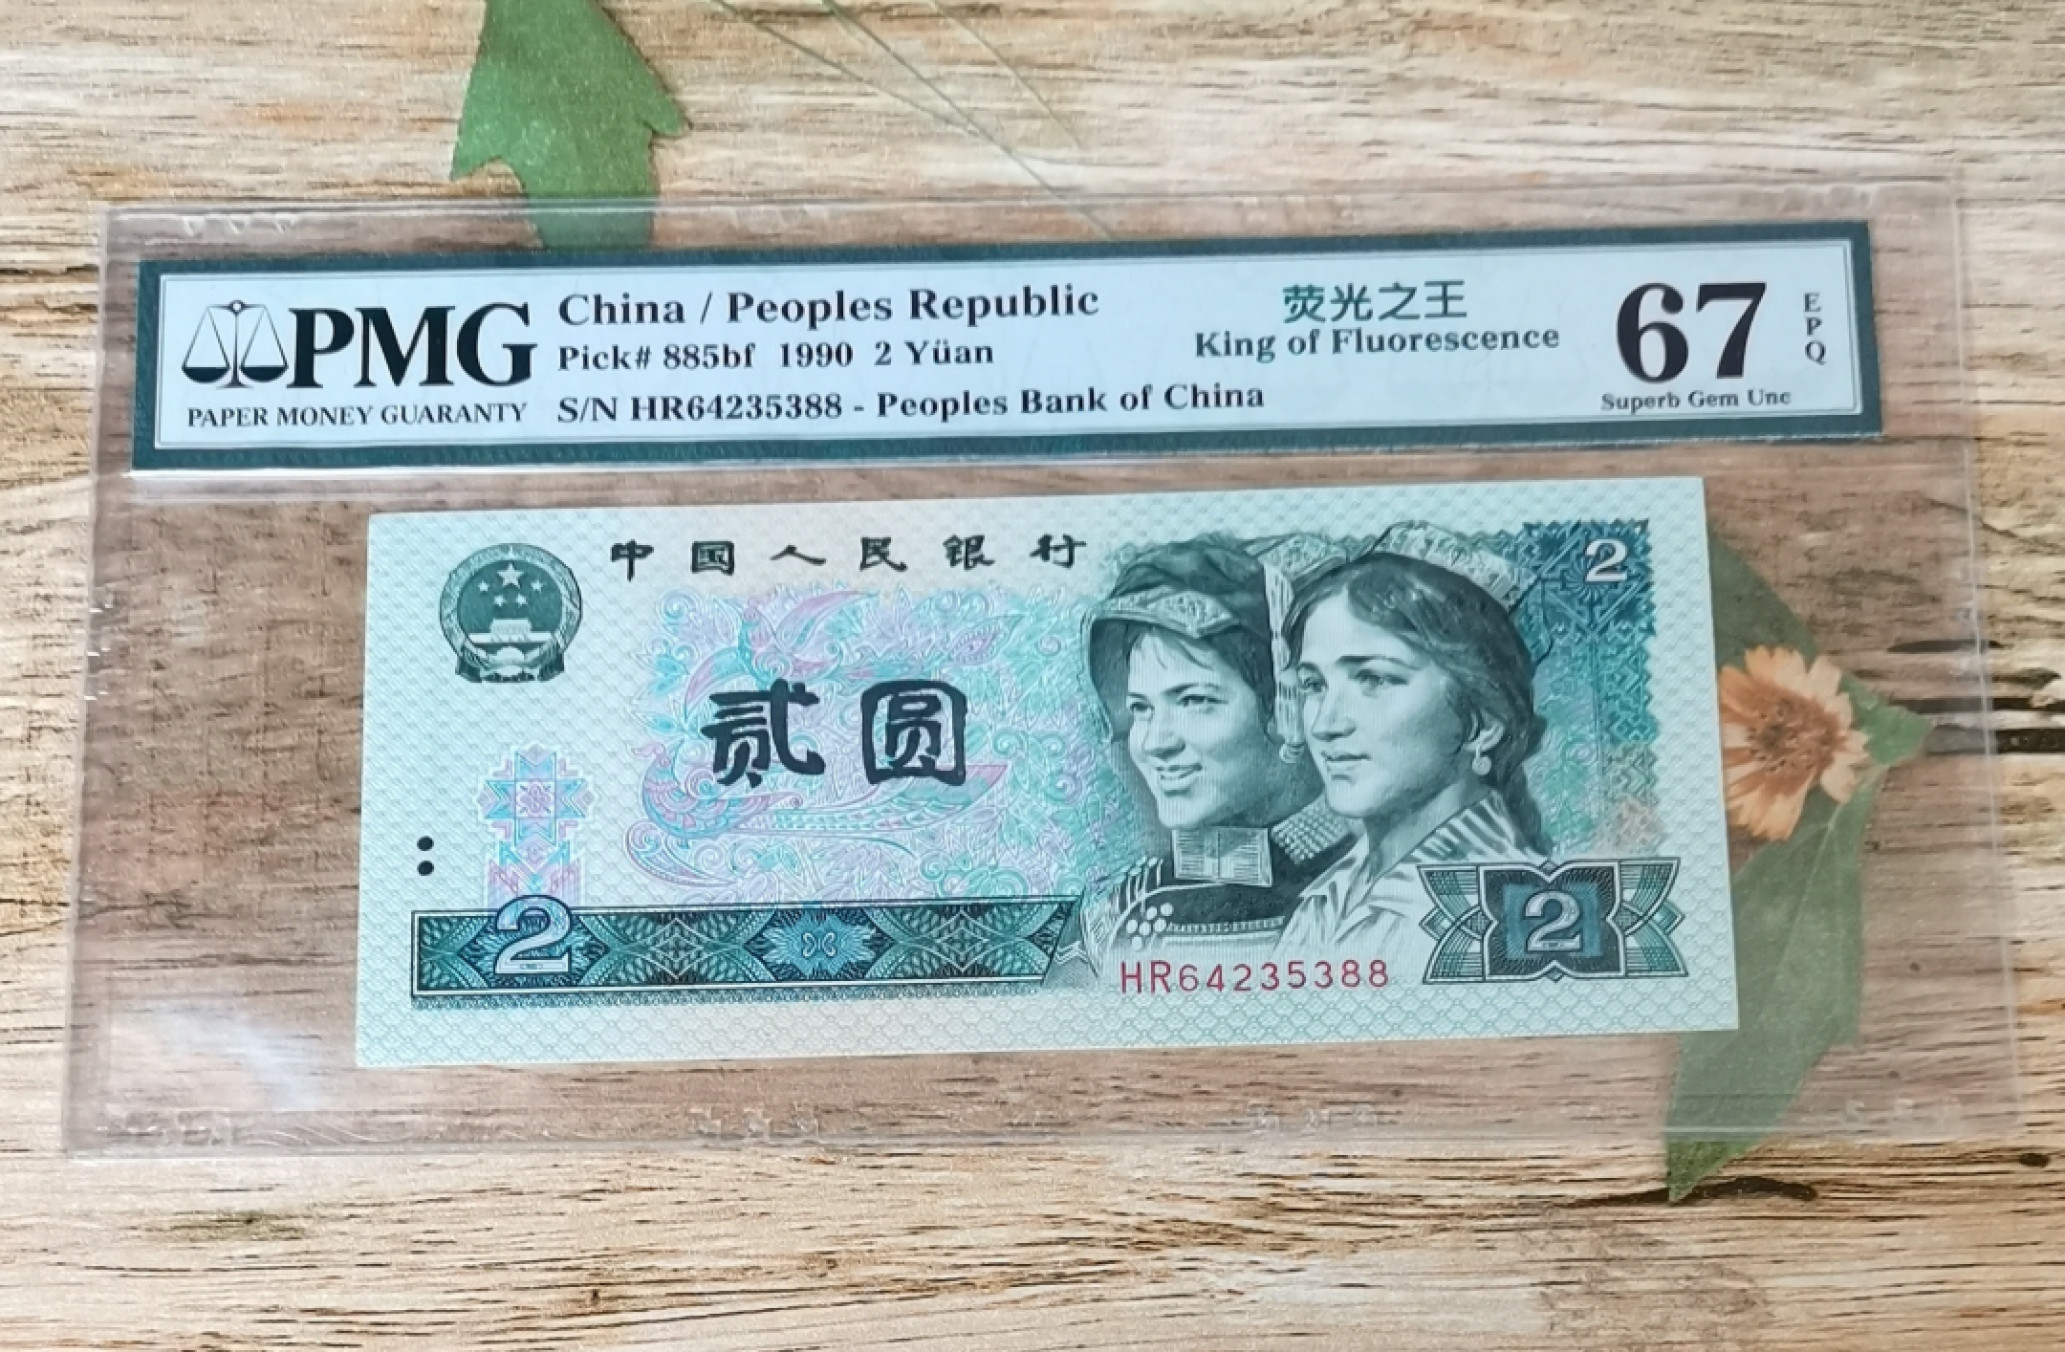 PMG
PAPER MONEY GUARANTY
China / Peoples Republic
Pick# 885bf 1990 2 Yüan
S/N HR64235388 - Peoples Bank of China
荧光之王
King of Fluorescence
67
EPQ
Superb Gem Unc
中国人民银行
2
贰圆
2
2
HR64235388